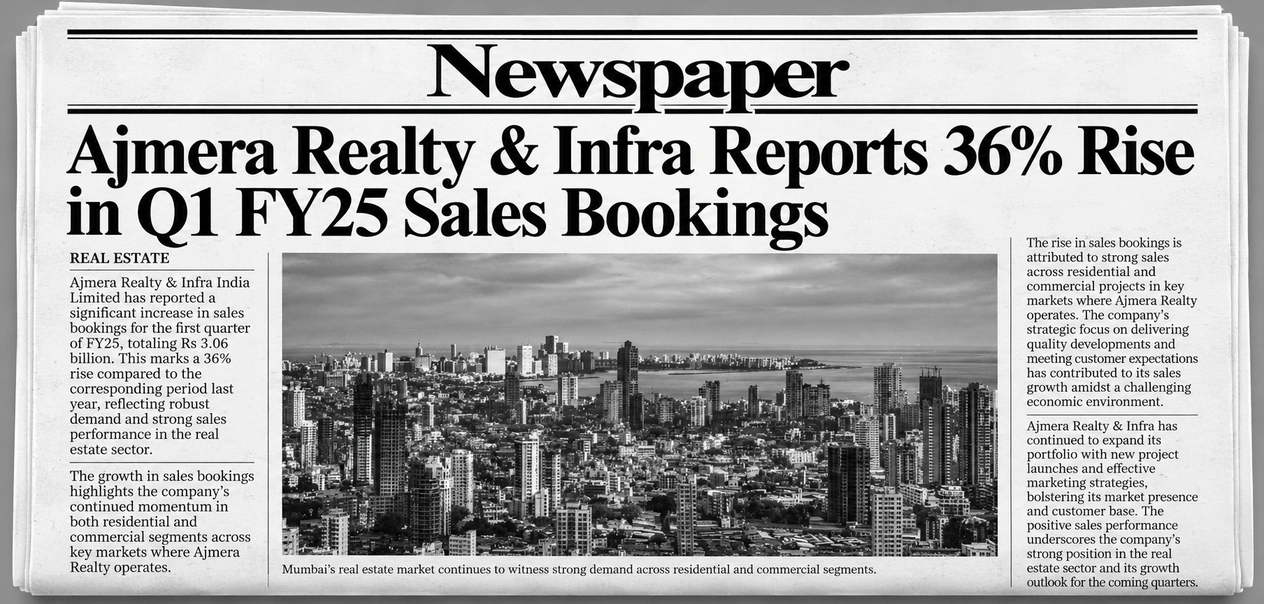 Newspaper
Ajmera Realty & Infra Reports 36% Rise
in Q1 FY25 Sales Bookings
REAL ESTATE
Ajmera Realty & Infra India
Limited has reported a
significant increase in sales
bookings for the first quarter
of FY25, totaling Rs 3.06
billion. This marks a 36%
rise compared to the
corresponding period last
year, reflecting robust
demand and strong sales
performance in the real
estate sector.
The growth in sales bookings
highlights the company's
continued momentum in
both residential and
commercial segments across
key markets where Ajmera
Realty operates.
Mumbai's real estate market continues to witness strong demand across residential and commercial segments.
The rise in sales bookings is
attributed to strong sales
across residential and
commercial projects in key
markets where Ajmera Realty
operates. The company's
strategic focus on delivering
quality developments and
meeting customer expectations
has contributed to its sales
growth amidst a challenging
economic environment.
Ajmera Realty & Infra has
continued to expand its
portfolio with new project
launches and effective
marketing strategies,
bolstering its market presence
and customer base. The
positive sales performance
underscores the company's
strong position in the real
estate sector and its growth
outlook for the coming quarters.